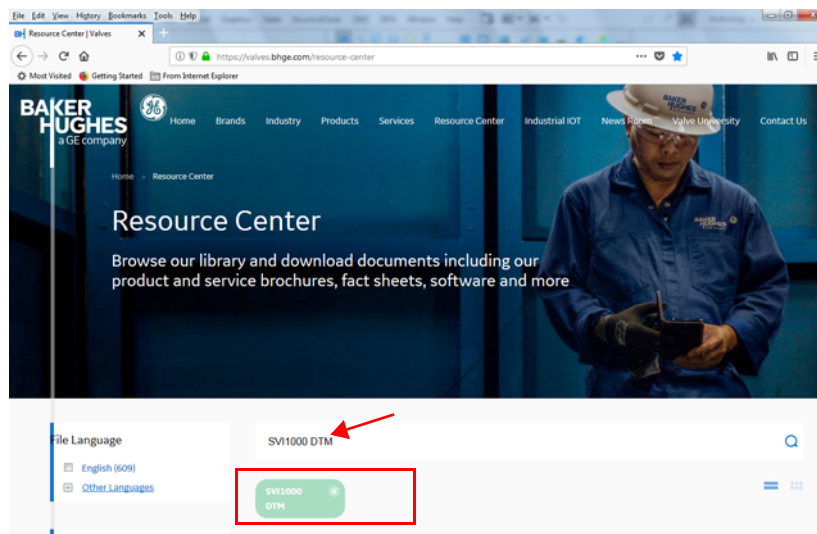 File Edit View History Bookmarks Tools Help
Resource Center | Valves
https://valves.bhge.com/resource-center
Most Visited Getting Started From Internet Explorer
BAKER
HUGHES
a GE company
Home Brands Industry Products Services Resource Center Industrial IOT News Room Valve University Contact Us
Home > Resource Center
Resource Center
Browse our library and download documents including our
product and service brochures, fact sheets, software and more
File Language
SVI1000 DTM
English (609)
Other Languages
SVI1000
DTM